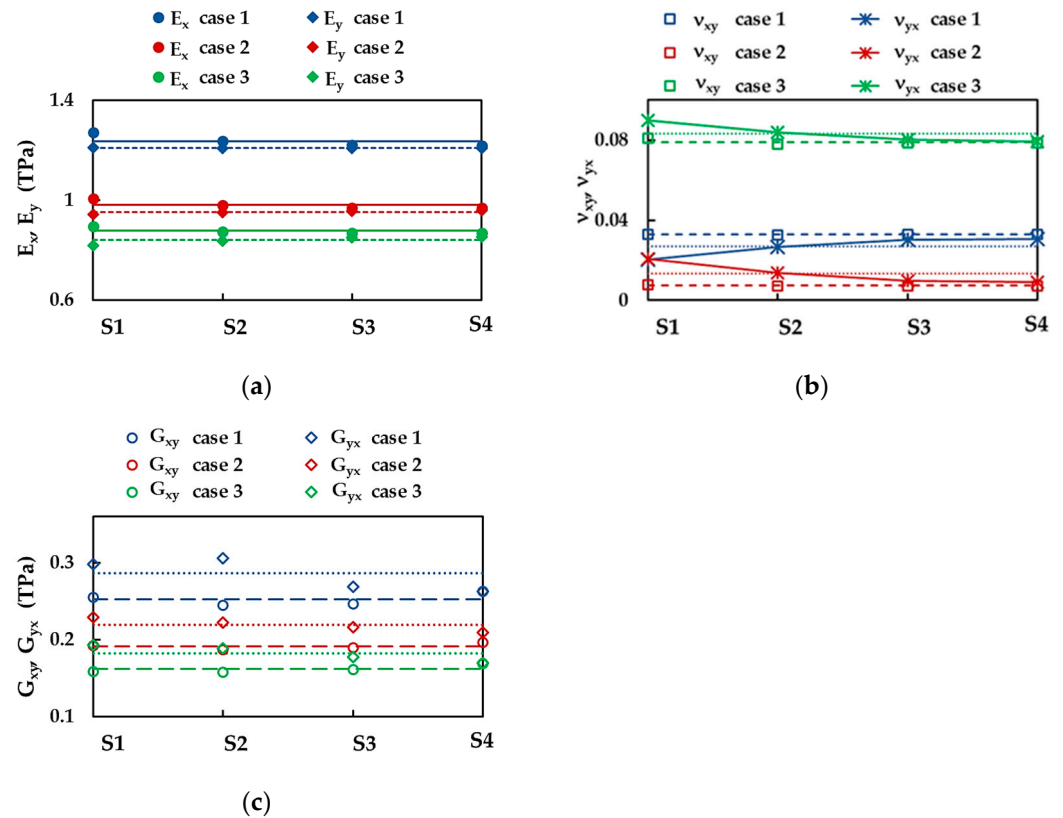 Ex case 1 Ey case 1
Ex case 2 Ey case 2
Ex case 3 Ey case 3
1.4
1
0.6
Ex, Ey (TPa)
S1 S2 S3 S4
(a)
νxy case 1 νyx case 1
νxy case 2 νyx case 2
νxy case 3 νyx case 3
0.08
0.04
0
νxy, νyx
S1 S2 S3 S4
(b)
Gxy case 1 Gyx case 1
Gxy case 2 Gyx case 2
Gxy case 3 Gyx case 3
0.3
0.2
0.1
Gxy, Gyx (TPa)
S1 S2 S3 S4
(c)